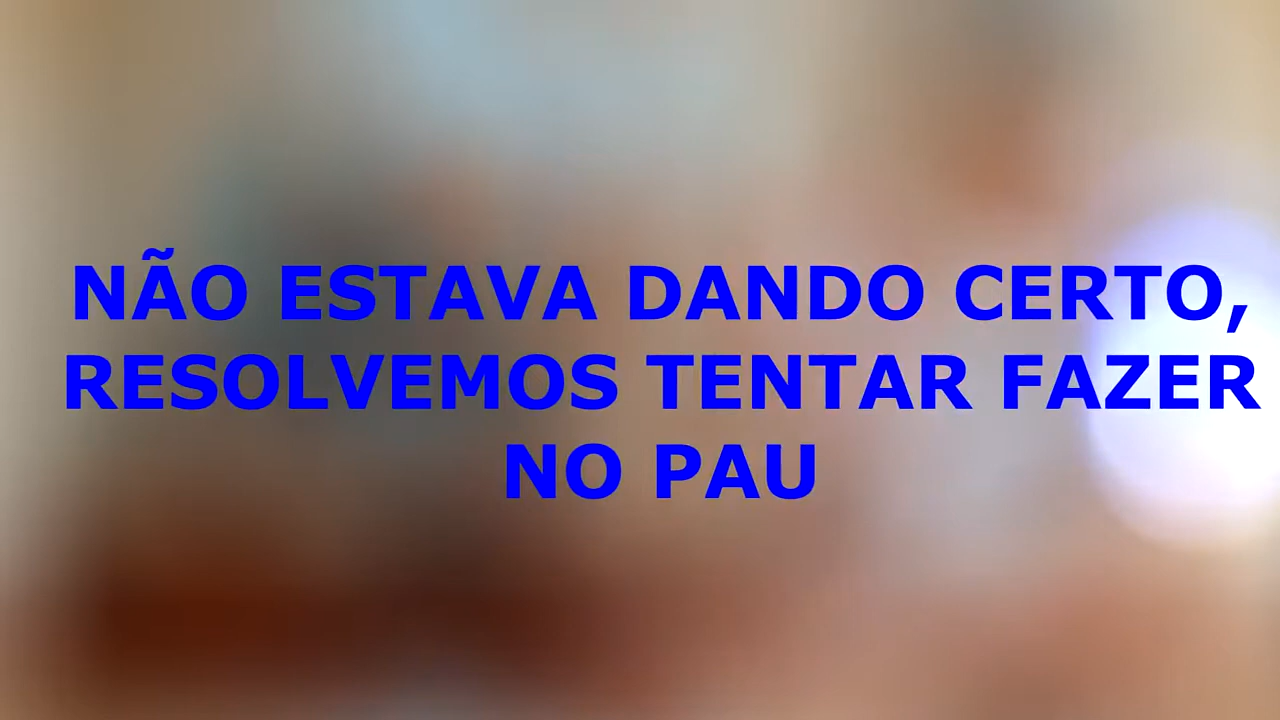 NÃO ESTAVA DANDO CERTO,
RESOLVEMOS TENTAR FAZER
NO PAU